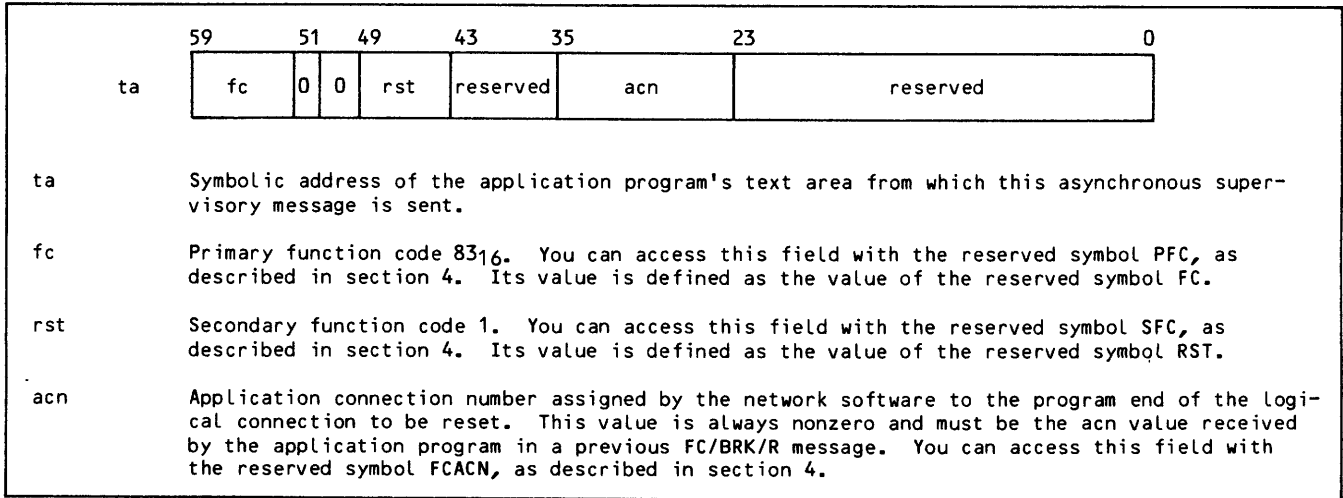 59 51 49 43 35 23 0
ta fc 0 0 rst reserved acn reserved
ta Symbolic address of the application program's text area from which this asynchronous super-
visory message is sent.
fc Primary function code 83₁₆. You can access this field with the reserved symbol PFC, as
described in section 4. Its value is defined as the value of the reserved symbol FC.
rst Secondary function code 1. You can access this field with the reserved symbol SFC, as
described in section 4. Its value is defined as the value of the reserved symbol RST.
acn Application connection number assigned by the network software to the program end of the logi-
cal connection to be reset. This value is always nonzero and must be the acn value received
by the application program in a previous FC/BRK/R message. You can access this field with
the reserved symbol FCACN, as described in section 4.